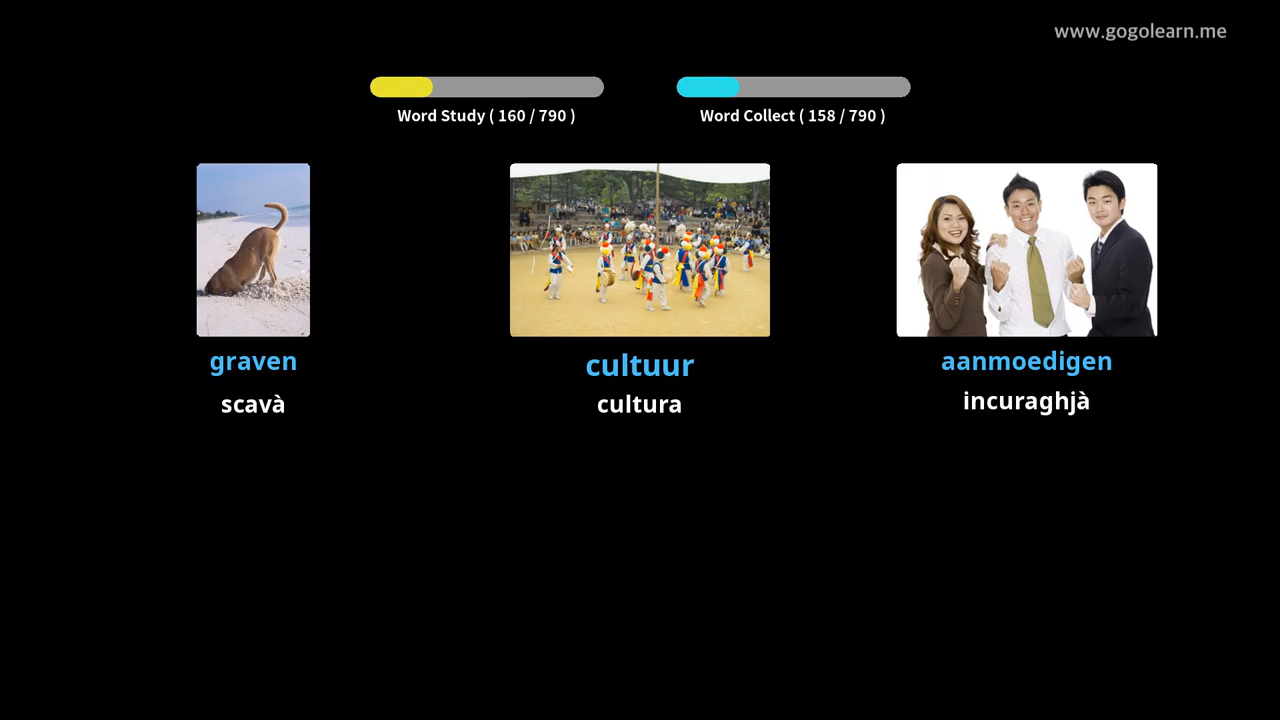 www.gogolearn.me
Word Study ( 160 / 790 )
Word Collect ( 158 / 790 )
graven
cultuur
aanmoedigen
scavà
cultura
incuraghjà